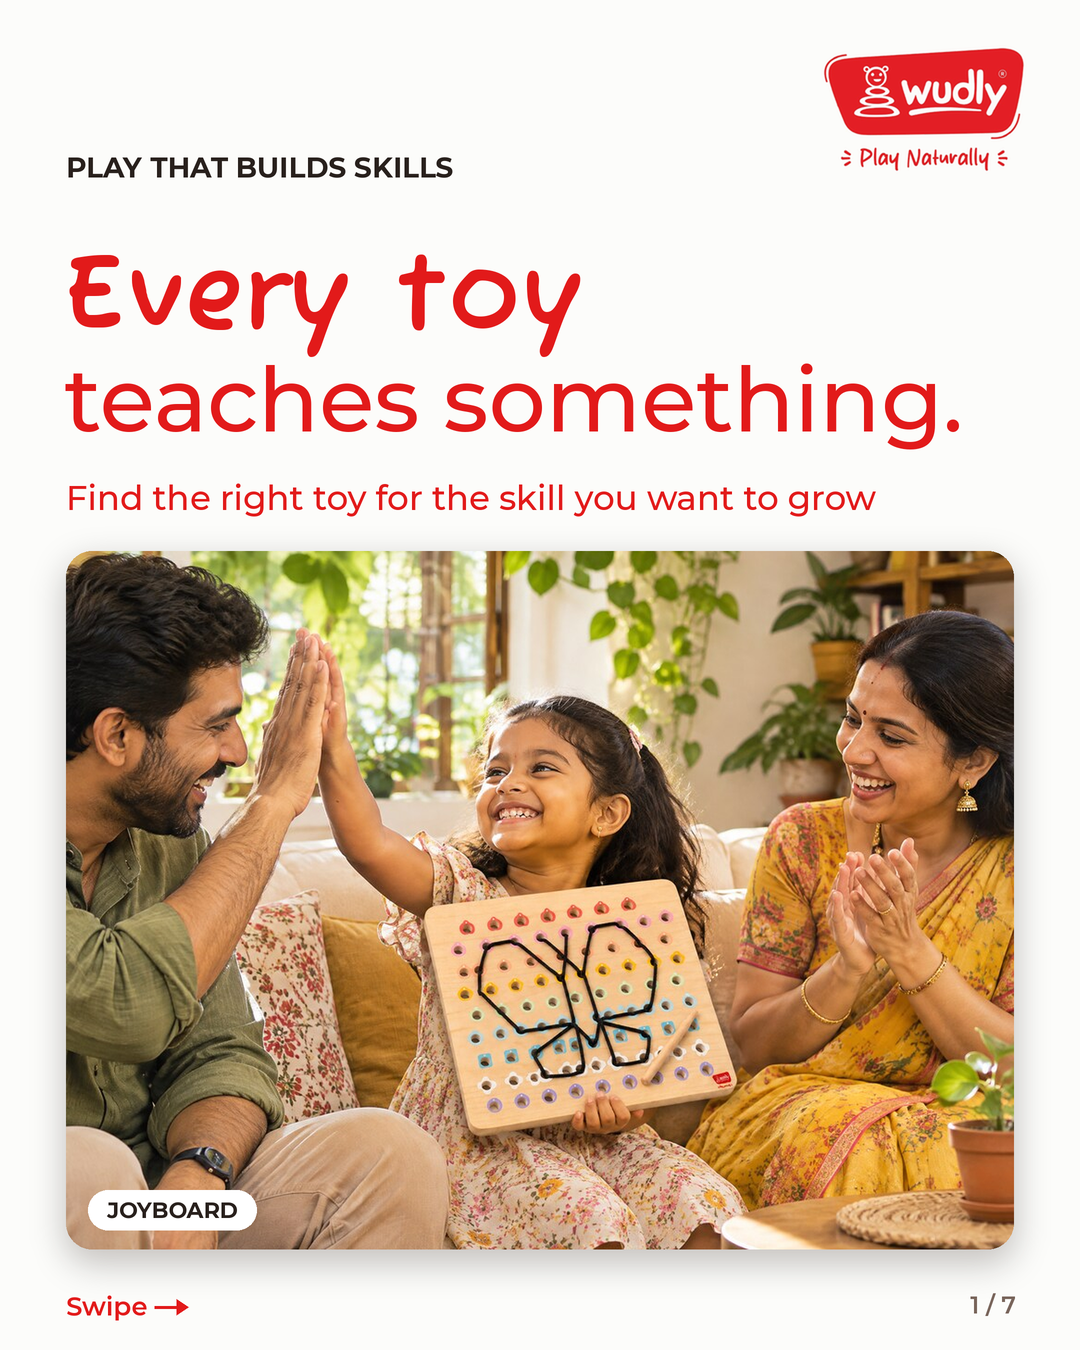 wudly
Play Naturally
PLAY THAT BUILDS SKILLS
Every toy
teaches something.
Find the right toy for the skill you want to grow
JOYBOARD
Swipe →
1 / 7